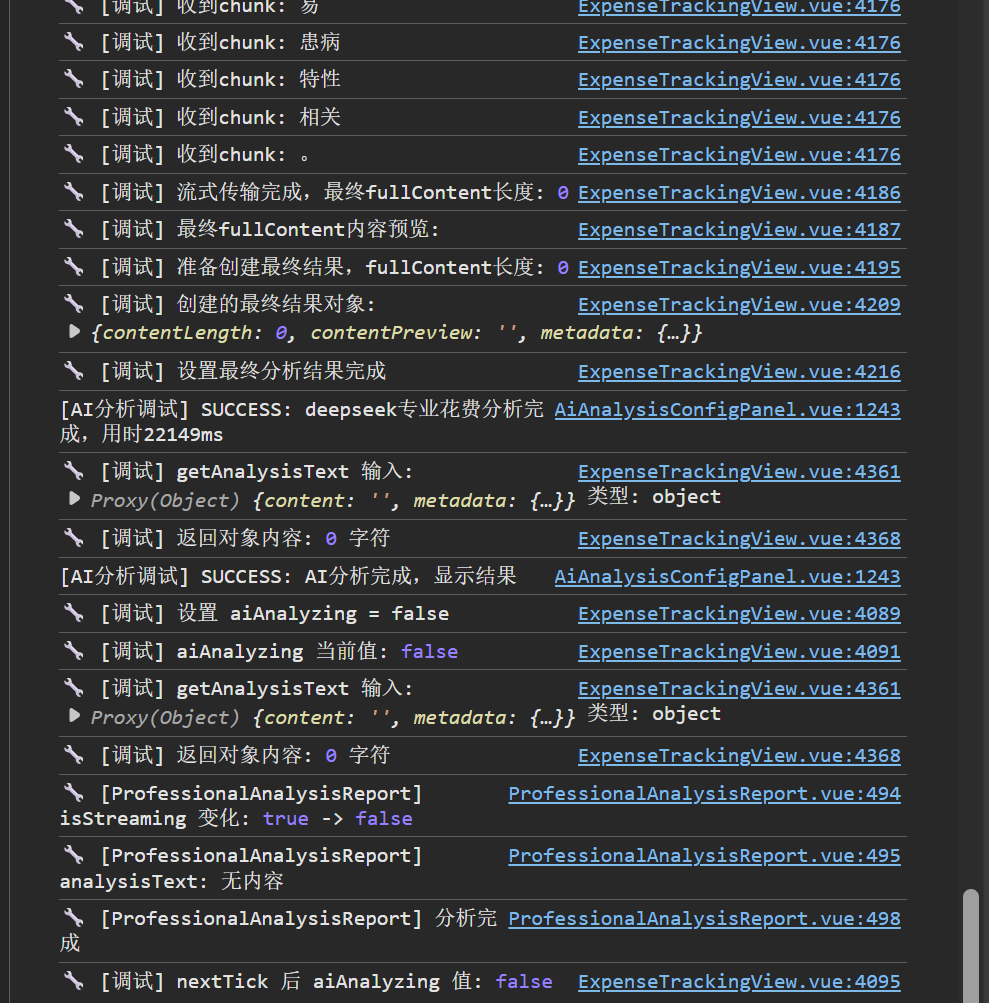 [调试] 收到chunk: 易 ExpenseTrackingView.vue:4176
[调试] 收到chunk: 患病 ExpenseTrackingView.vue:4176
[调试] 收到chunk: 特性 ExpenseTrackingView.vue:4176
[调试] 收到chunk: 相关 ExpenseTrackingView.vue:4176
[调试] 收到chunk: 。 ExpenseTrackingView.vue:4176
[调试] 流式传输完成，最终fullContent长度: 0 ExpenseTrackingView.vue:4186
[调试] 最终fullContent内容预览: ExpenseTrackingView.vue:4187
[调试] 准备创建最终结果，fullContent长度: 0 ExpenseTrackingView.vue:4195
[调试] 创建的最终结果对象: ExpenseTrackingView.vue:4209
{contentLength: 0, contentPreview: '', metadata: {…}}
[调试] 设置最终分析结果完成 ExpenseTrackingView.vue:4216
[AI分析调试] SUCCESS: deepseek专业花费分析完 AiAnalysisConfigPanel.vue:1243
成，用时22149ms
[调试] getAnalysisText 输入: ExpenseTrackingView.vue:4361
Proxy(Object) {content: '', metadata: {…}} 类型: object
[调试] 返回对象内容: 0 字符 ExpenseTrackingView.vue:4368
[AI分析调试] SUCCESS: AI分析完成，显示结果 AiAnalysisConfigPanel.vue:1243
[调试] 设置 aiAnalyzing = false ExpenseTrackingView.vue:4089
[调试] aiAnalyzing 当前值: false ExpenseTrackingView.vue:4091
[调试] getAnalysisText 输入: ExpenseTrackingView.vue:4361
Proxy(Object) {content: '', metadata: {…}} 类型: object
[调试] 返回对象内容: 0 字符 ExpenseTrackingView.vue:4368
[ProfessionalAnalysisReport] ProfessionalAnalysisReport.vue:494
isStreaming 变化: true -> false
[ProfessionalAnalysisReport] ProfessionalAnalysisReport.vue:495
analysisText: 无内容
[ProfessionalAnalysisReport] 分析完 ProfessionalAnalysisReport.vue:498
成
[调试] nextTick 后 aiAnalyzing 值: false ExpenseTrackingView.vue:4095